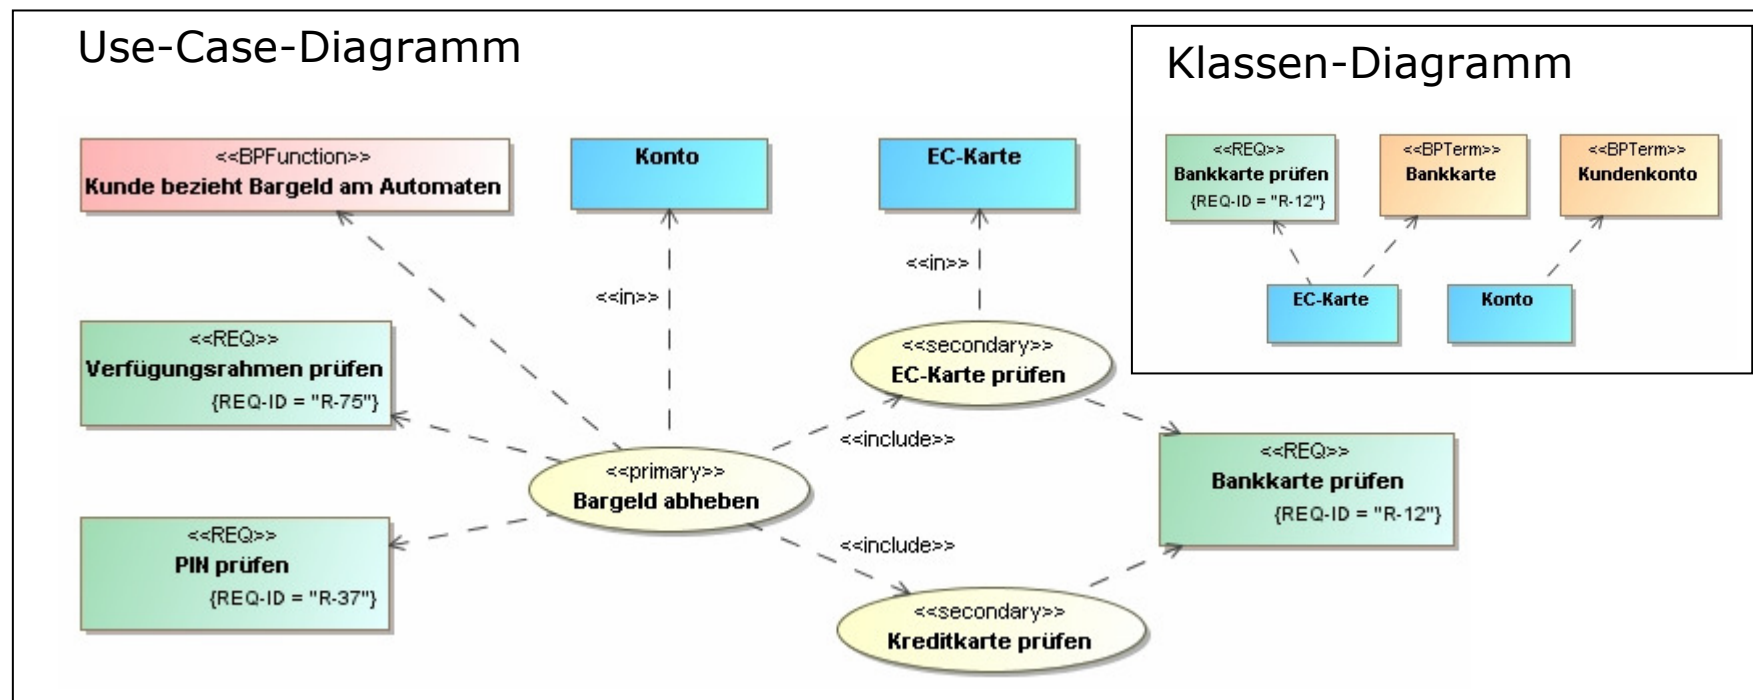 Use-Case-Diagramm
<<BPFunction>>
Kunde bezieht Bargeld am Automaten
Konto
EC-Karte
<<in>>
<<in>>
<<REQ>>
Verfügungsrahmen prüfen
{REQ-ID = "R-75"}
<<secondary>>
EC-Karte prüfen
<<include>>
<<primary>>
Bargeld abheben
<<REQ>>
Bankkarte prüfen
{REQ-ID = "R-12"}
<<REQ>>
PIN prüfen
{REQ-ID = "R-37"}
<<include>>
<<secondary>>
Kreditkarte prüfen
Klassen-Diagramm
<<REQ>>
Bankkarte prüfen
{REQ-ID = "R-12"}
<<BPTerm>>
Bankkarte
<<BPTerm>>
Kundenkonto
EC-Karte
Konto